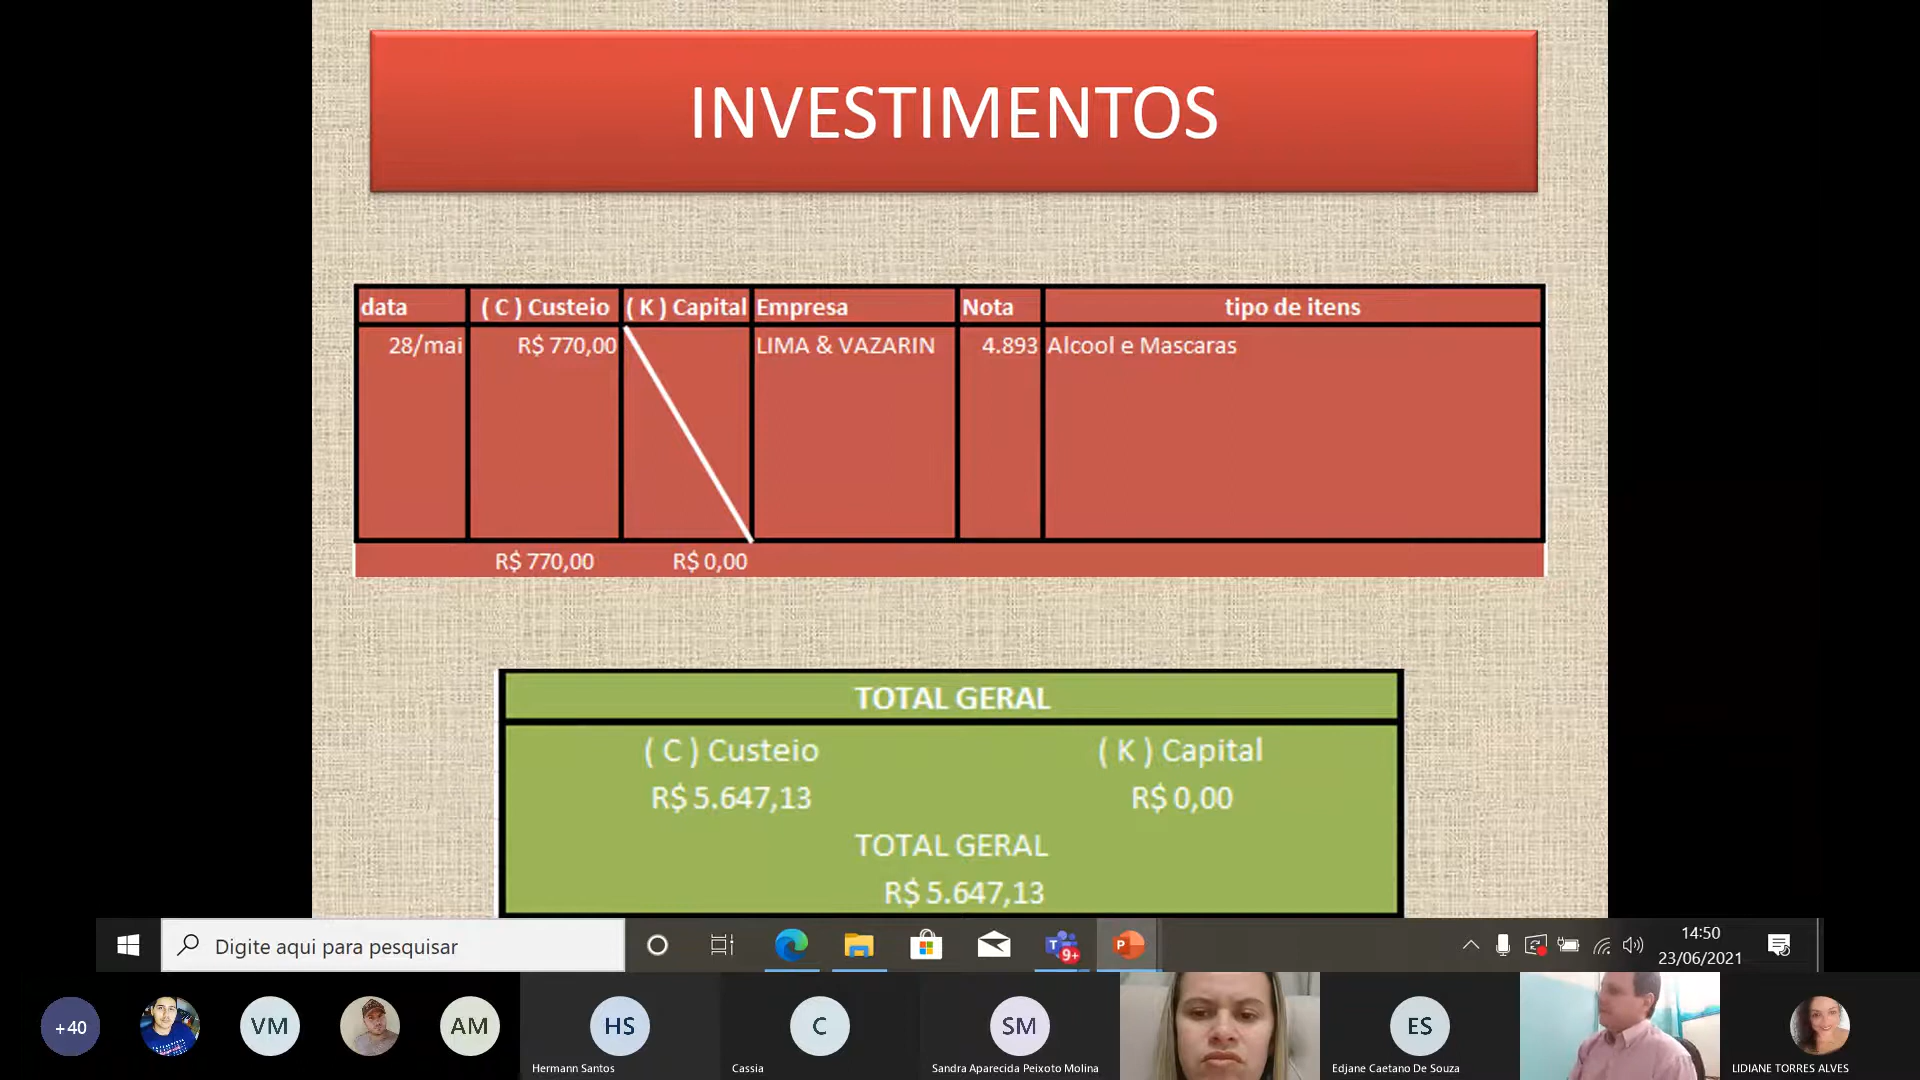 INVESTIMENTOS
data ( C ) Custeio ( K ) Capital Empresa Nota tipo de itens
28/mai R$ 770,00 LIMA & VAZARIN 4.893 Alcool e Mascaras
R$ 770,00 R$ 0,00
TOTAL GERAL
( C ) Custeio ( K ) Capital
R$ 5.647,13 R$ 0,00
TOTAL GERAL
R$ 5.647,13
Digite aqui para pesquisar
9+
14:50
23/06/2021
+40 VM AM HS C SM ES
Hermann Santos Cassia Sandra Aparecida Peixoto Molina Edjane Caetano De Souza LIDIANE TORRES ALVES